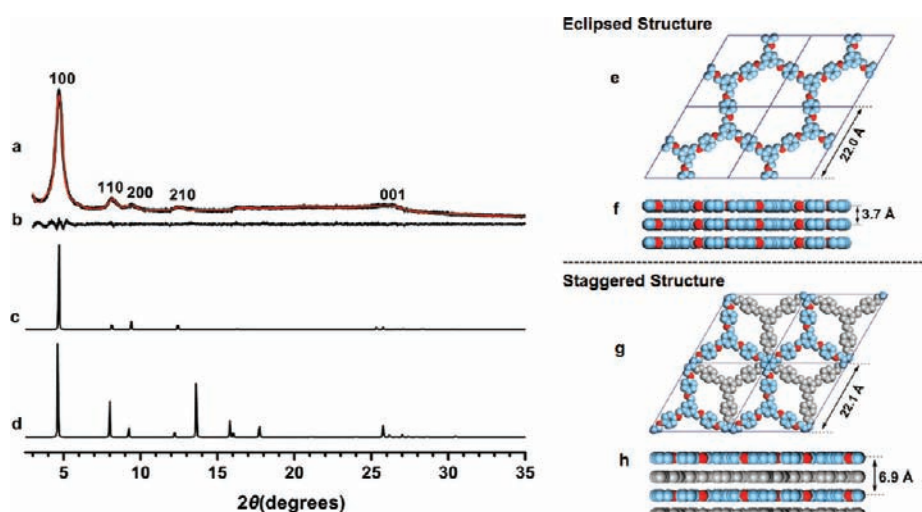 100
a
110 200 210 001
b
c
d
5 10 15 20 25 30 35
2θ(degrees)
Eclipsed Structure
e
22.0 Å
f
3.7 Å
Staggered Structure
g
22.1 Å
h
6.9 Å